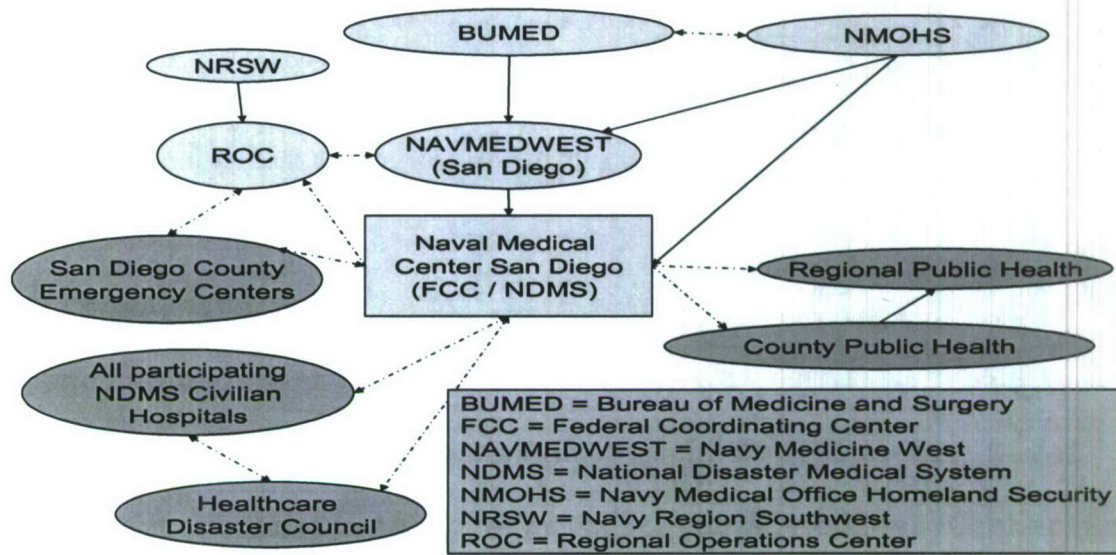 BUMED
NMOHS
NRSW
ROC
NAVMEDWEST
(San Diego)
Naval Medical
Center San Diego
(FCC / NDMS)
San Diego County
Emergency Centers
Regional Public Health
County Public Health
All participating
NDMS Civilian
Hospitals
Healthcare
Disaster Council
BUMED = Bureau of Medicine and Surgery
FCC = Federal Coordinating Center
NAVMEDWEST = Navy Medicine West
NDMS = National Disaster Medical System
NMOHS = Navy Medical Office Homeland Security
NRSW = Navy Region Southwest
ROC = Regional Operations Center